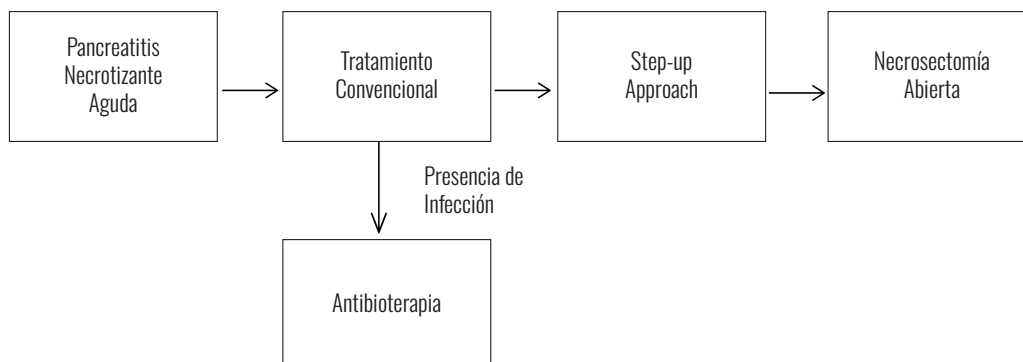 Pancreatitis
Necrotizante
Aguda
Tratamiento
Convencional
Step-up
Approach
Necrosectomía
Abierta
Presencia de
Infección
Antibioterapia